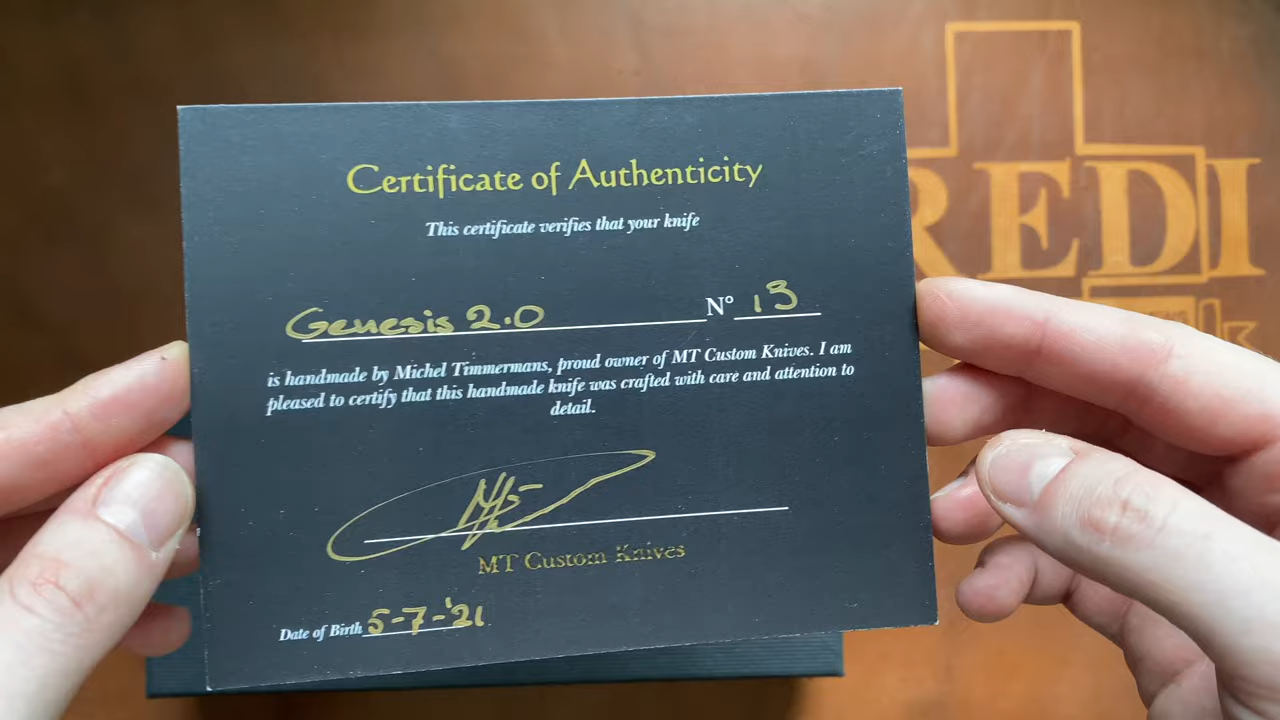 Certificate of Authenticity
This certificate verifies that your knife
Genesis 2.0 N° 13
is handmade by Michel Timmermans, proud owner of MT Custom Knives. I am
pleased to certify that this handmade knife was crafted with care and attention to
detail.
MT Custom Knives
Date of Birth 5-7-'21
REDI